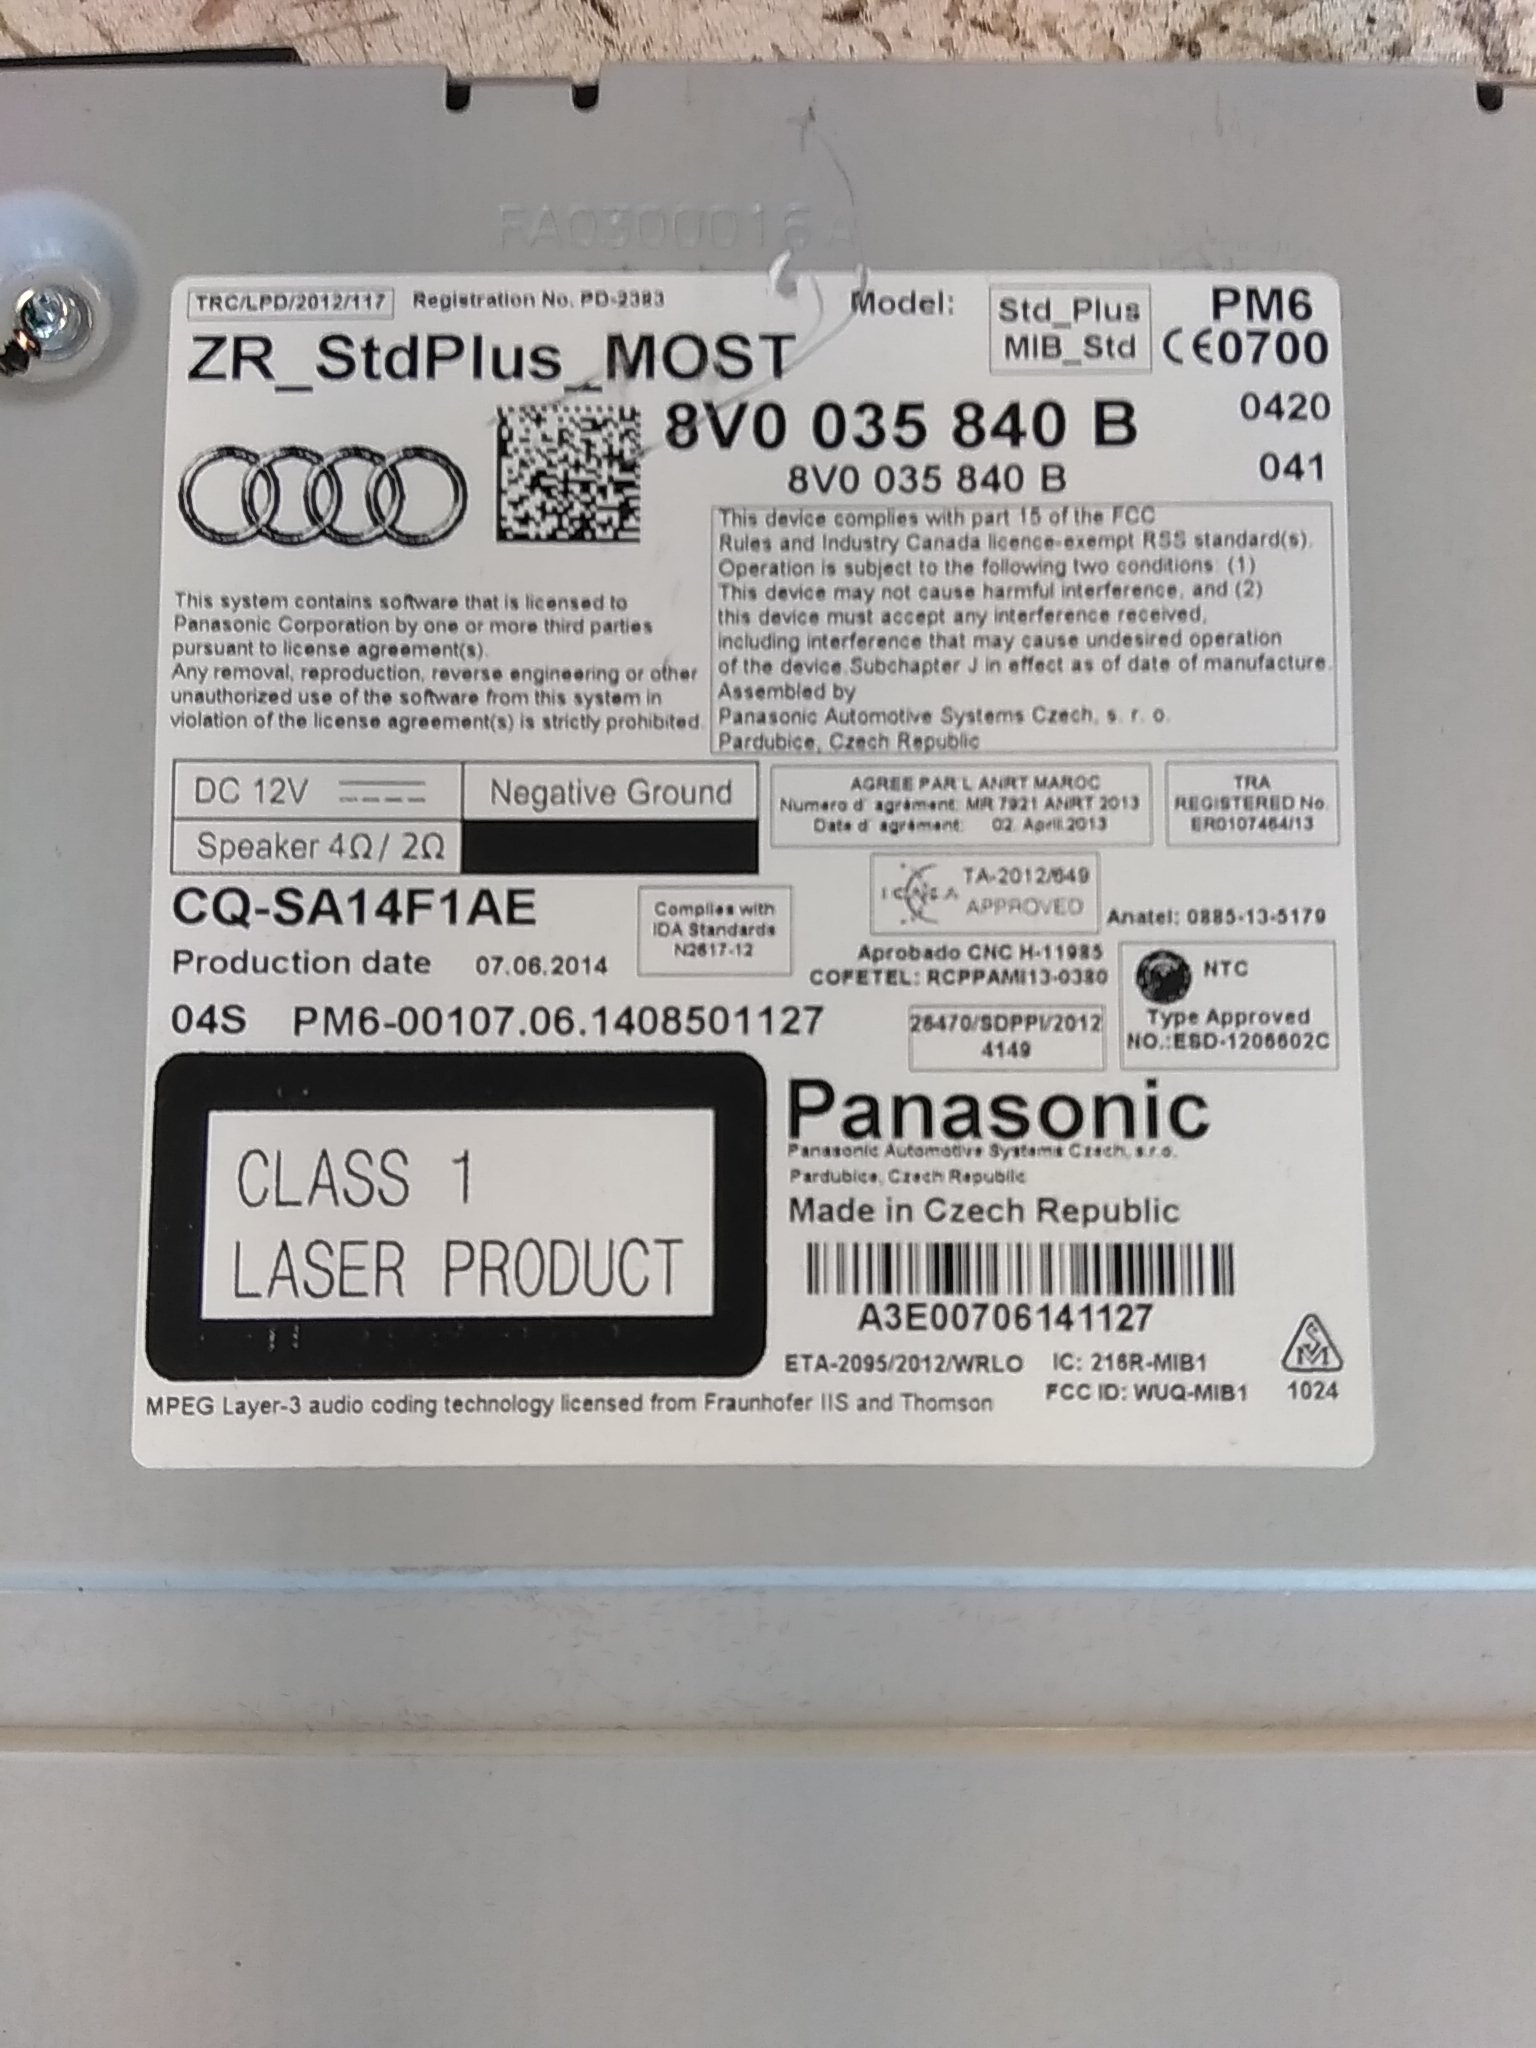 FA0300016A
TRC/LPD/2012/117 Registration No. PD-2383
ZR_StdPlus_MOST
Model:
Std_Plus
MIB_Std
PM6
CE0700
0420
041
8V0 035 840 B
8V0 035 840 B
This device complies with part 15 of the FCC
Rules and Industry Canada licence-exempt RSS standard(s).
Operation is subject to the following two conditions: (1)
This device may not cause harmful interference, and (2)
this device must accept any interference received,
including interference that may cause undesired operation
of the device.Subchapter J in effect as of date of manufacture.
Assembled by
Panasonic Automotive Systems Czech, s. r. o.
Pardubice, Czech Republic
This system contains software that is licensed to
Panasonic Corporation by one or more third parties
pursuant to license agreement(s).
Any removal, reproduction, reverse engineering or other
unauthorized use of the software from this system in
violation of the license agreement(s) is strictly prohibited.
DC 12V
Negative Ground
Speaker 4Ω/ 2Ω
AGREE PAR L ANRT MAROC
Numero d' agrément: MR 7921 ANRT 2013
Date d' agrément: 02. April.2013
TRA
REGISTERED No.
ER0107464/13
ICASA
TA-2012/649
APPROVED
Anatel: 0885-13-5179
CQ-SA14F1AE
Complies with
IDA Standards
N2617-12
Production date 07.06.2014
Aprobado CNC H-11985
COFETEL: RCPPAMI13-0380
NTC
Type Approved
NO.:ESD-1206602C
04S PM6-00107.06.1408501127
26470/SDPPI/2012
4149
CLASS 1
LASER PRODUCT
Panasonic
Panasonic Automotive Systems Czech, s.r.o.
Pardubice, Czech Republic
Made in Czech Republic
A3E00706141127
ETA-2095/2012/WRLO IC: 216R-MIB1
FCC ID: WUQ-MIB1
1024
MPEG Layer-3 audio coding technology licensed from Fraunhofer IIS and Thomson